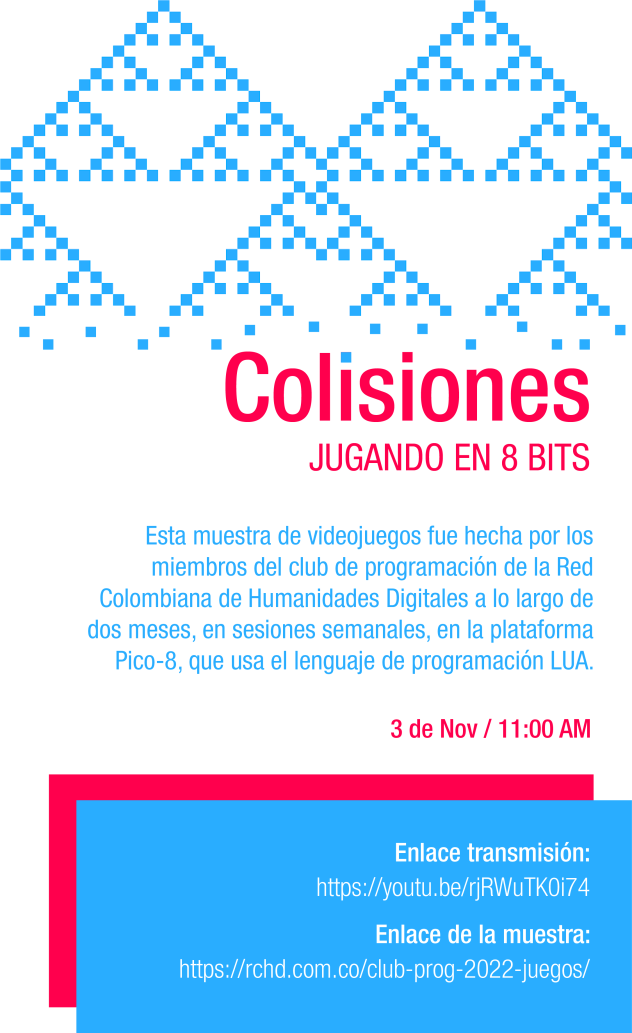 Colisiones
JUGANDO EN 8 BITS
Esta muestra de videojuegos fue hecha por los
miembros del club de programación de la Red
Colombiana de Humanidades Digitales a lo largo de
dos meses, en sesiones semanales, en la plataforma
Pico-8, que usa el lenguaje de programación LUA.
3 de Nov / 11:00 AM
Enlace transmisión:
https://youtu.be/rjRWuTK0i74
Enlace de la muestra:
https://rchd.com.co/club-prog-2022-juegos/